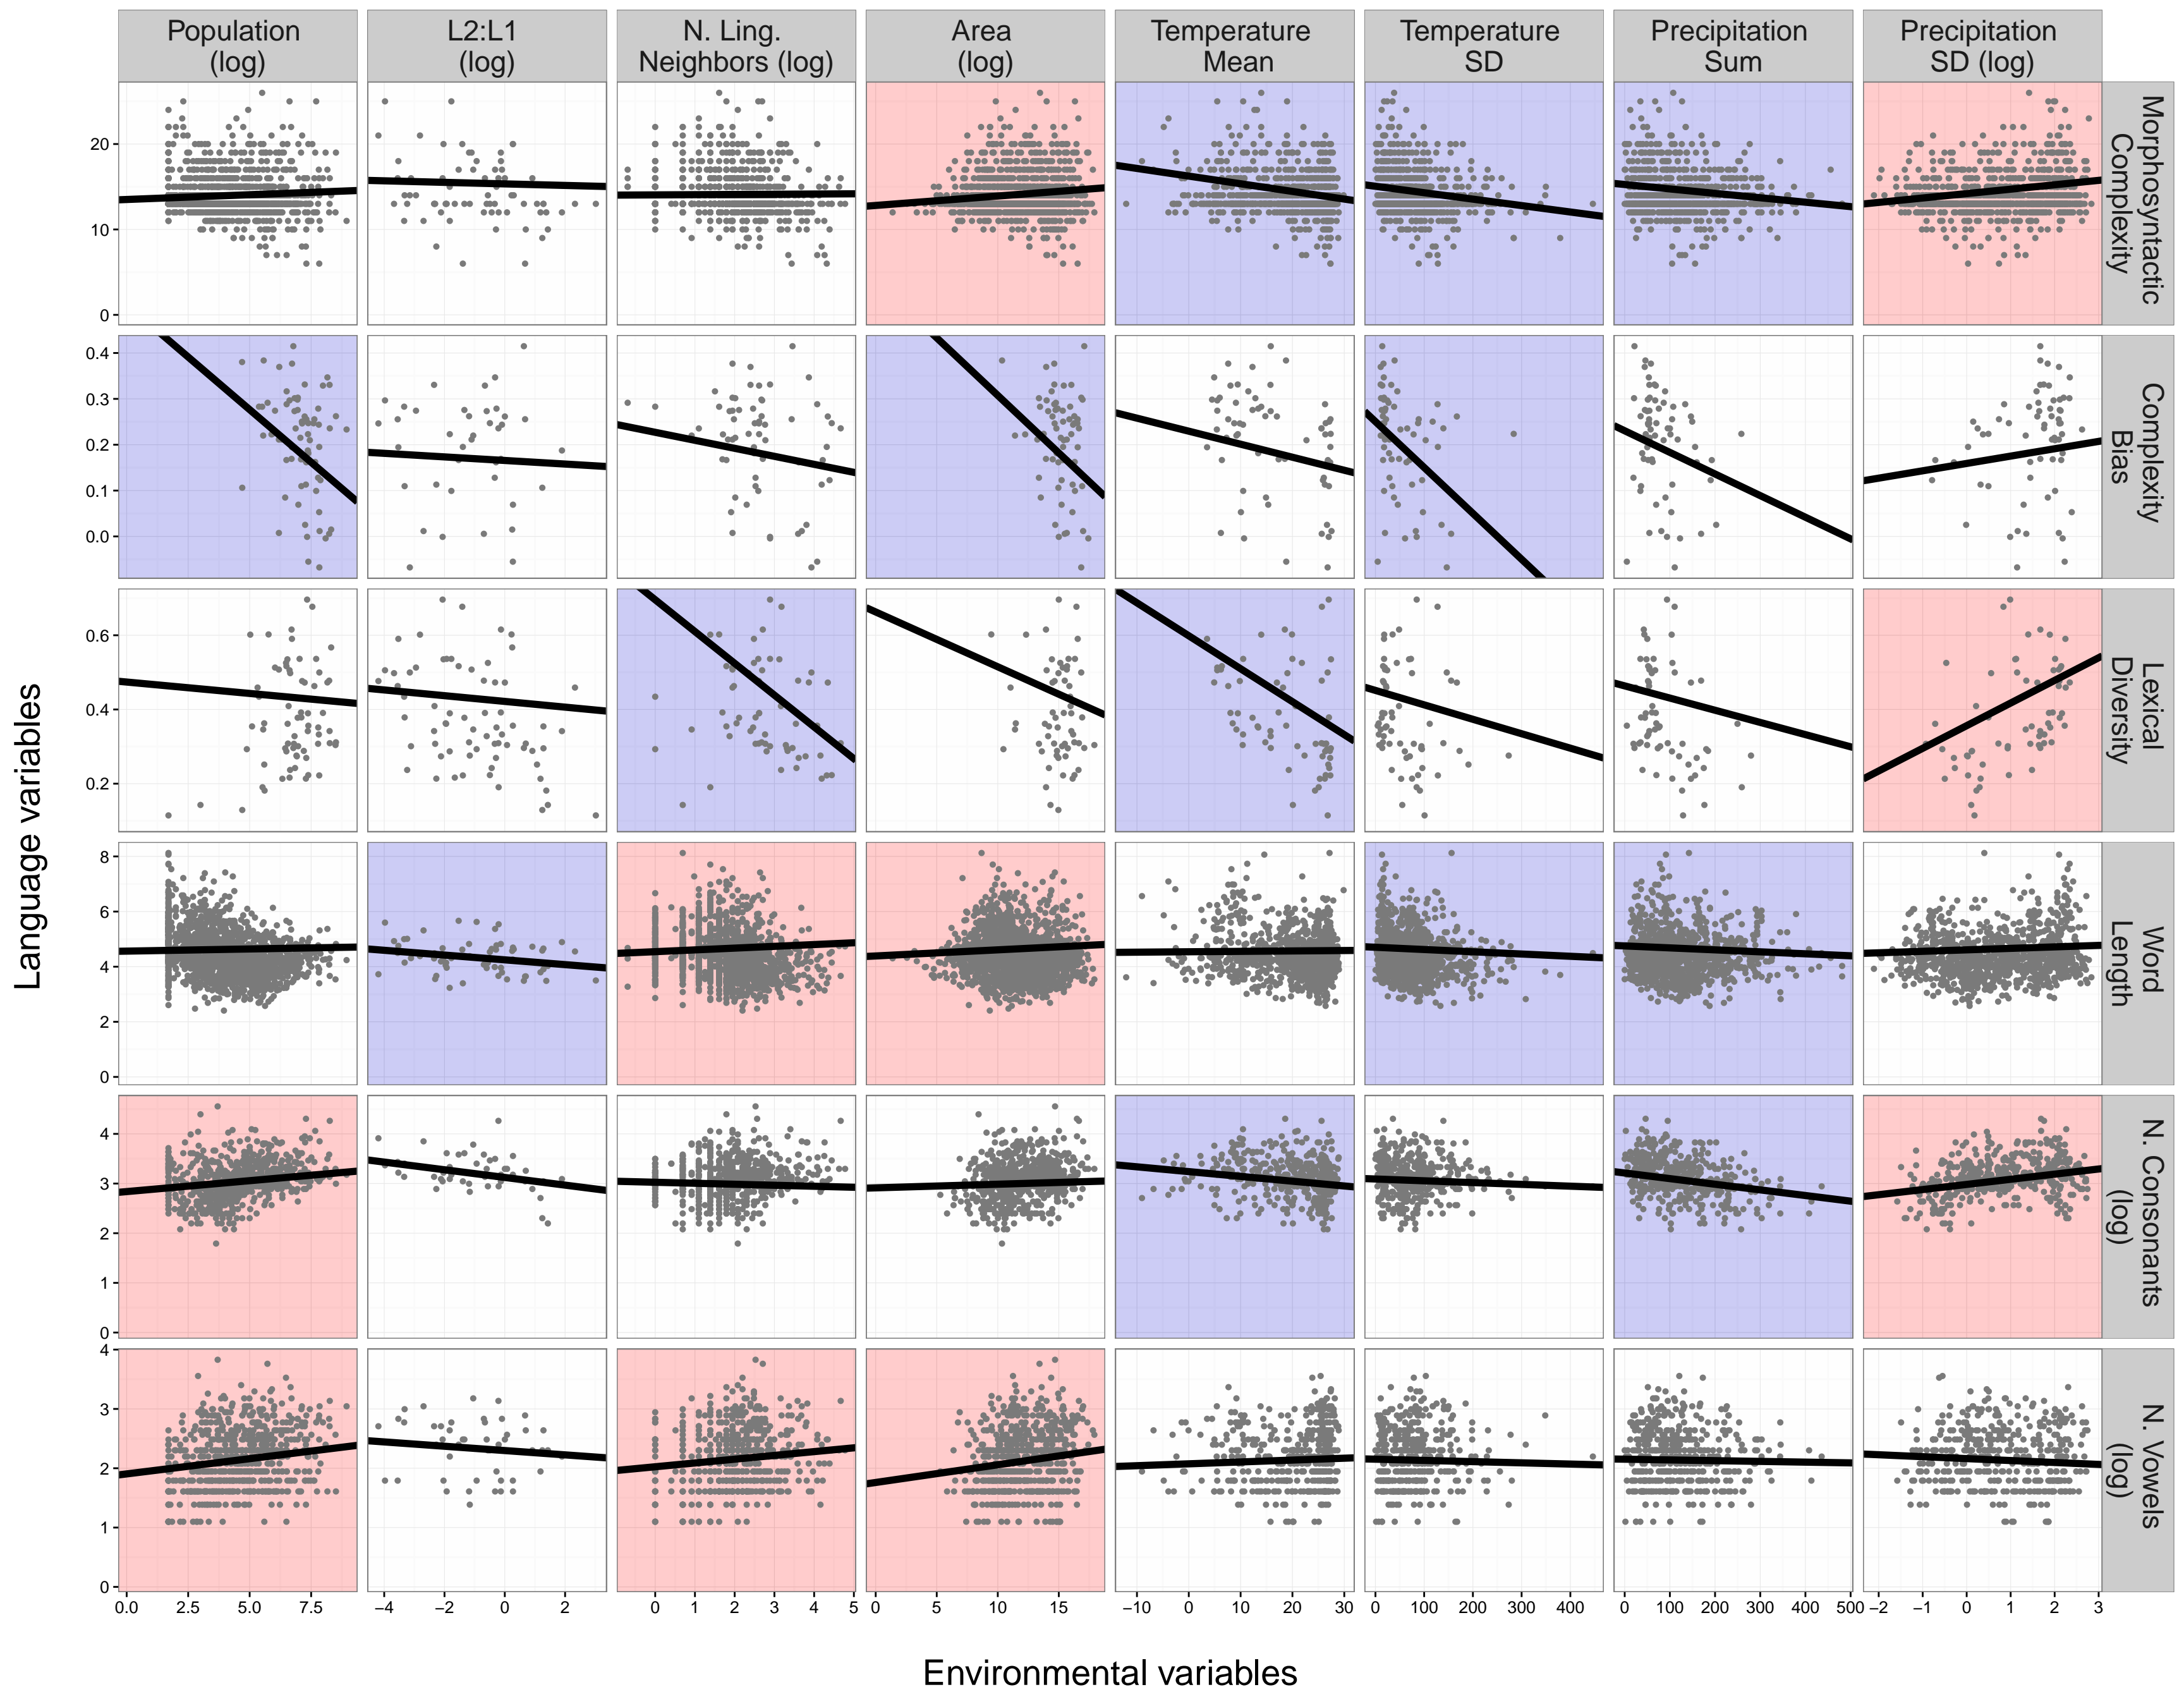 Population
(log)
L2:L1
(log)
N. Ling.
Neighbors (log)
Area
(log)
Temperature
Mean
Temperature
SD
Precipitation
Sum
Precipitation
SD (log)
Morphosyntactic
Complexity
20
10
0
Complexity
Bias
0.4
0.3
0.2
0.1
0.0
Lexical
Diversity
0.6
0.4
0.2
Word
Length
8
6
4
2
0
N. Consonants
(log)
4
3
2
1
0
N. Vowels
(log)
4
3
2
1
0
0.0 2.5 5.0 7.5
−4 −2 0 2
0 1 2 3 4 5
0 5 10 15
−10 0 10 20 30
0 100 200 300 400
0 100 200 300 400 500
−2 −1 0 1 2 3
Language variables
Environmental variables